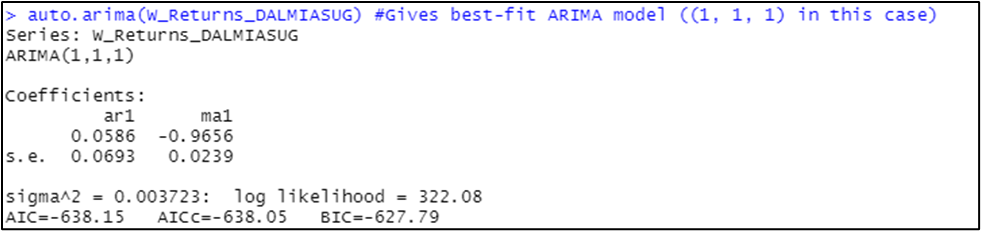 > auto.arima(W_Returns_DALMIASUG) #Gives best-fit ARIMA model ((1, 1, 1) in this case)
Series: W_Returns_DALMIASUG
ARIMA(1,1,1)
Coefficients:
ar1 ma1
0.0586 -0.9656
s.e. 0.0693 0.0239
sigma^2 = 0.003723: log likelihood = 322.08
AIC=-638.15 AICc=-638.05 BIC=-627.79